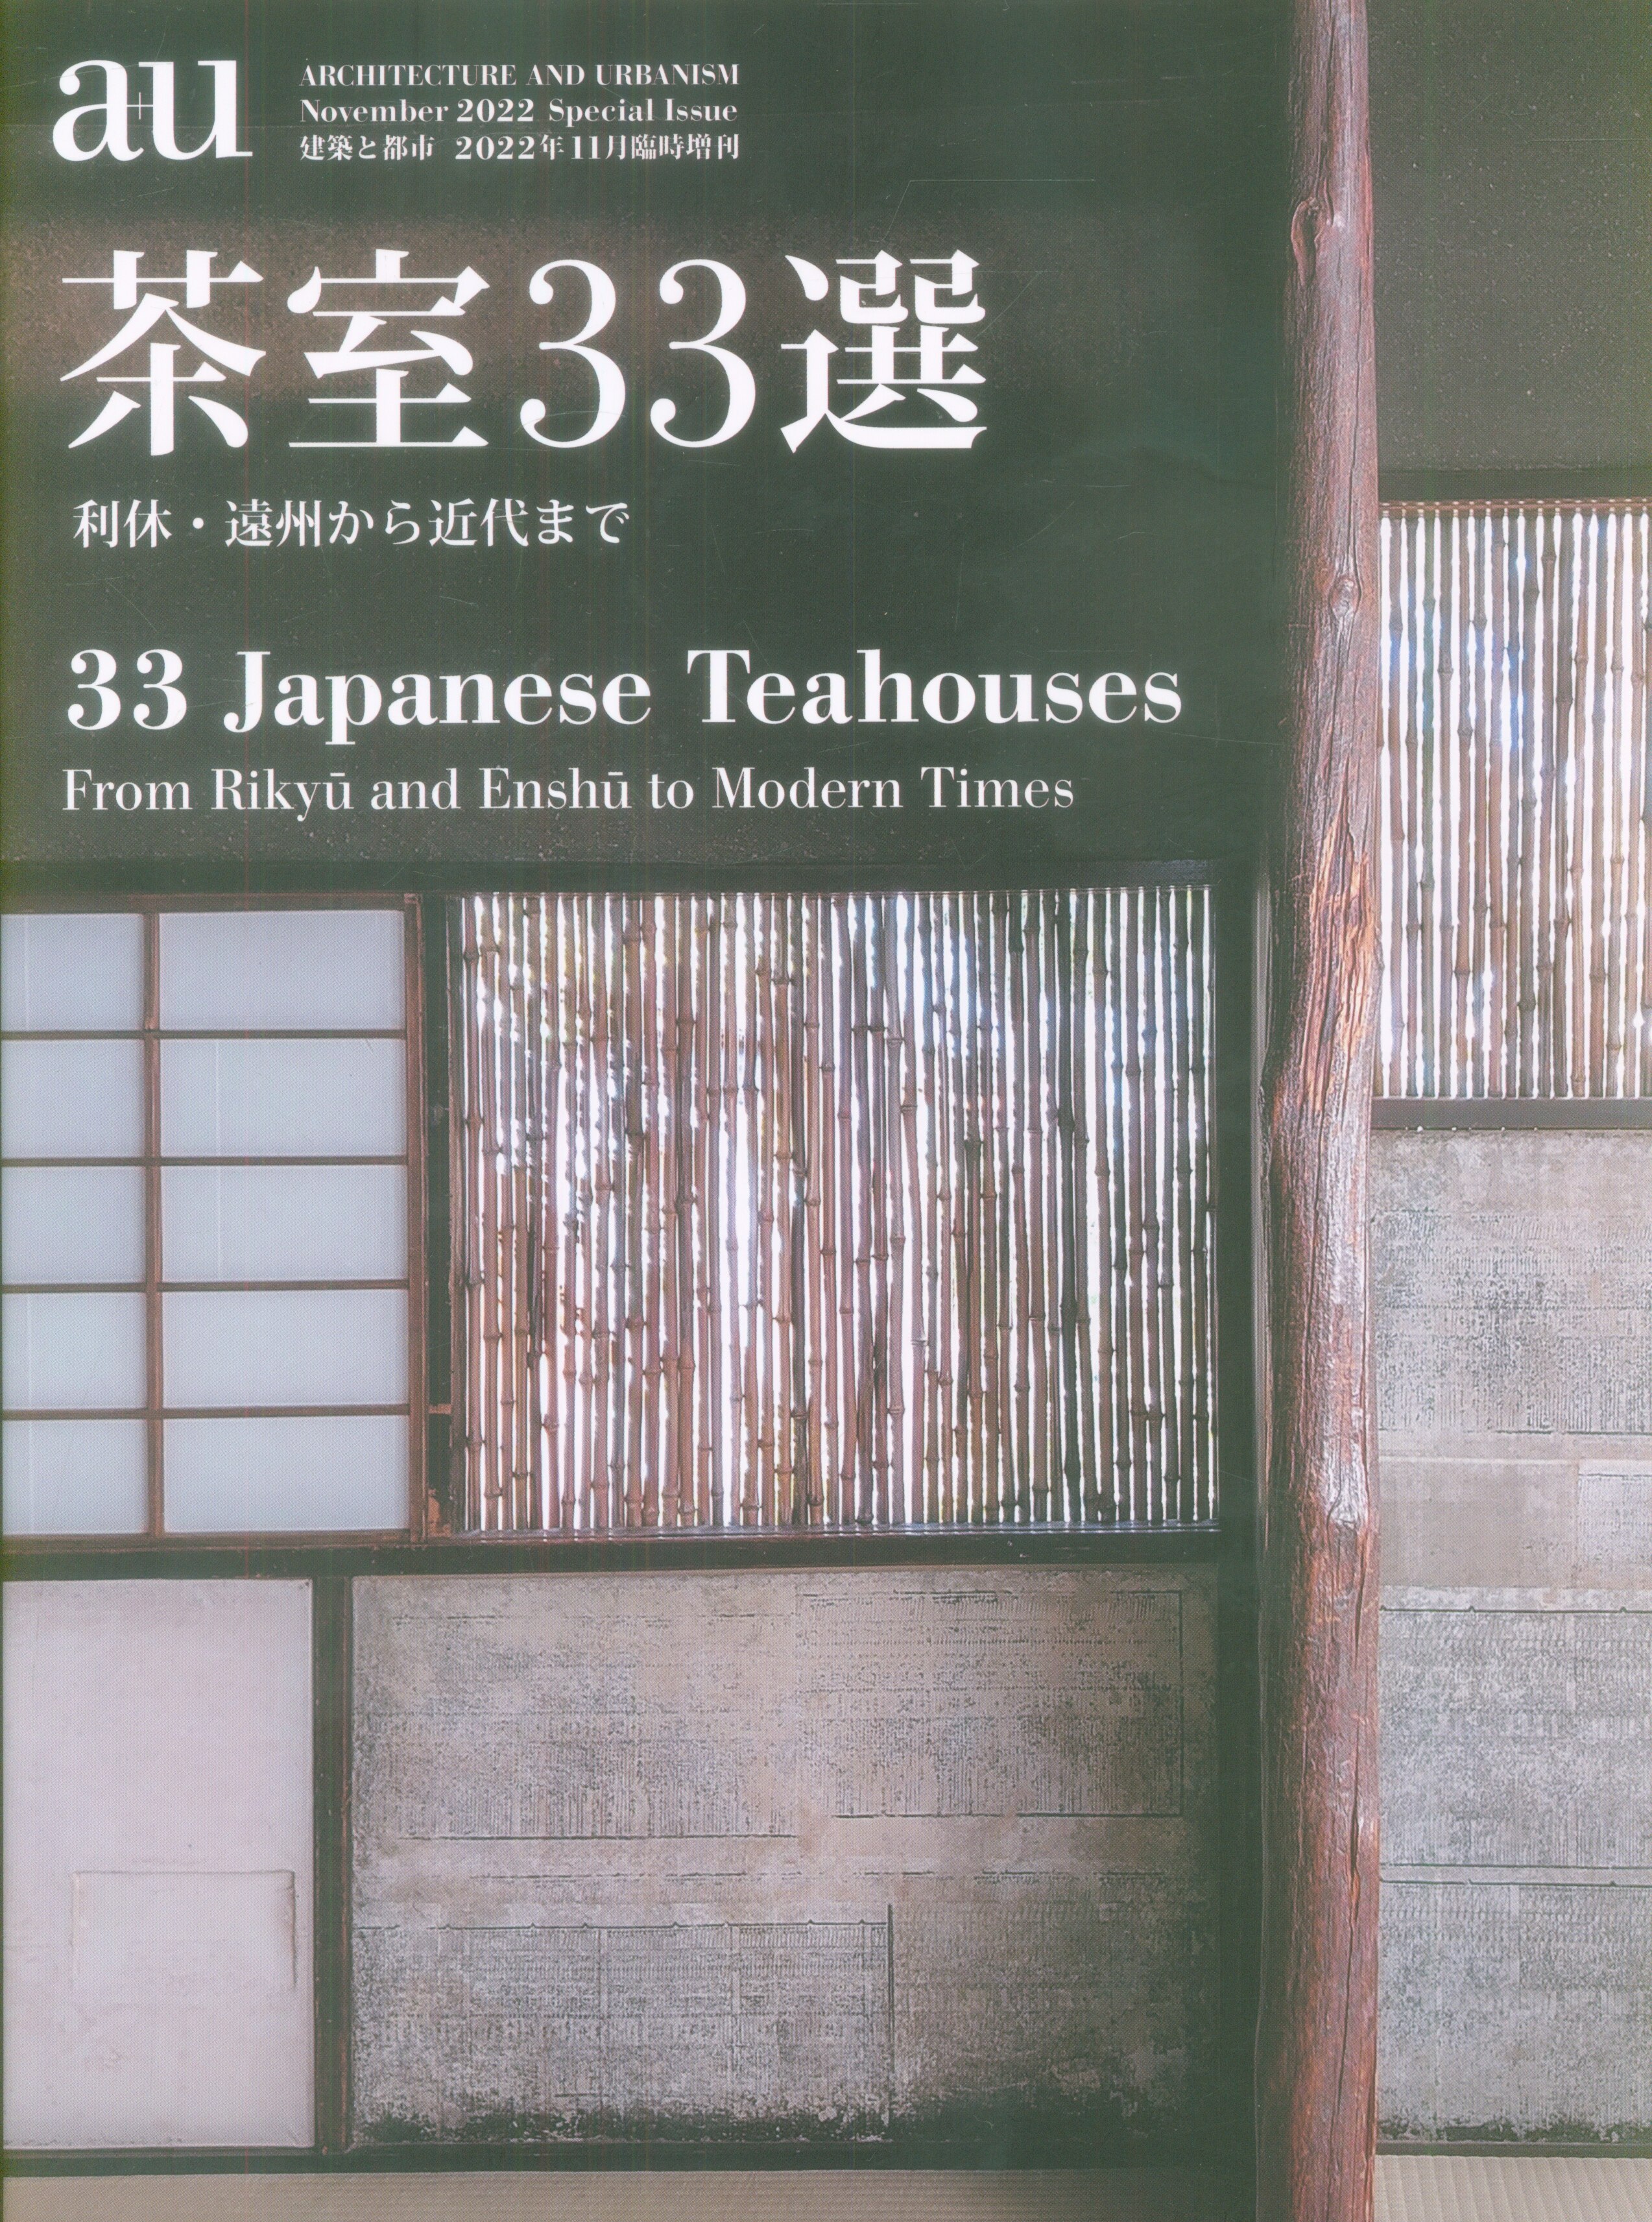 a+u
ARCHITECTURE AND URBANISM
November 2022 Special Issue
建築と都市 2022年11月臨時増刊
茶室33選
利休・遠州から近代まで
33 Japanese Teahouses
From Rikyū and Enshū to Modern Times